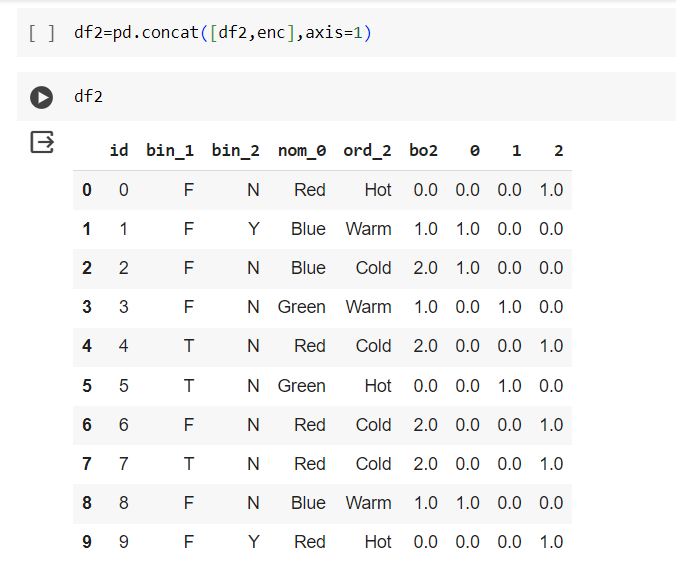 [ ] df2=pd.concat([df2,enc],axis=1)
df2
id bin_1 bin_2 nom_0 ord_2 bo2 0 1 2
0 0 F N Red Hot 0.0 0.0 0.0 1.0
1 1 F Y Blue Warm 1.0 1.0 0.0 0.0
2 2 F N Blue Cold 2.0 1.0 0.0 0.0
3 3 F N Green Warm 1.0 0.0 1.0 0.0
4 4 T N Red Cold 2.0 0.0 0.0 1.0
5 5 T N Green Hot 0.0 0.0 1.0 0.0
6 6 F N Red Cold 2.0 0.0 0.0 1.0
7 7 T N Red Cold 2.0 0.0 0.0 1.0
8 8 F N Blue Warm 1.0 1.0 0.0 0.0
9 9 F Y Red Hot 0.0 0.0 0.0 1.0